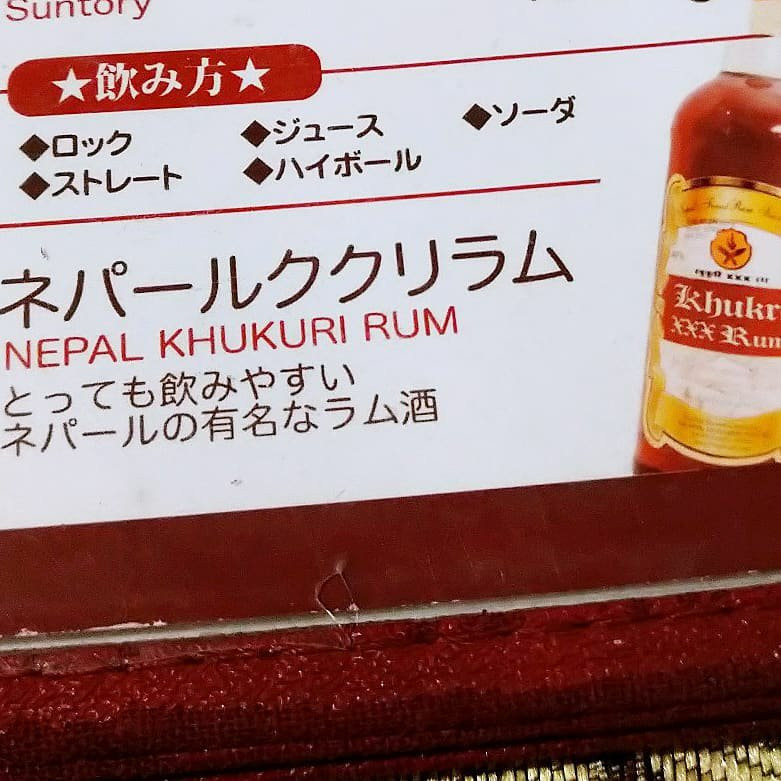 Suntory
★飲み方★
◆ロック ◆ジュース ◆ソーダ
◆ストレート ◆ハイボール
ネパールククリラム
NEPAL KHUKURI RUM
とっても飲みやすい
ネパールの有名なラム酒
Khukr
XXX Rum